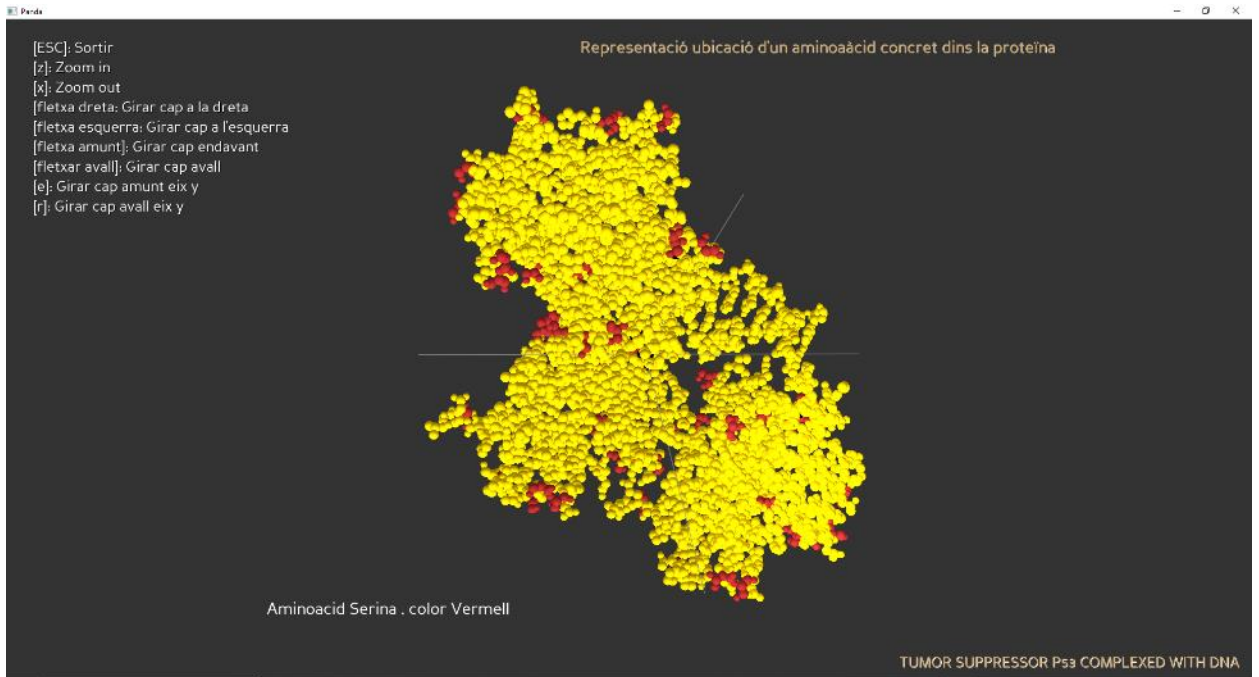 Panda
[ESC]: Sortir
[z]: Zoom in
[x]: Zoom out
[fletxa dreta: Girar cap a la dreta
[fletxa esquerra: Girar cap a l'esquerra
[fletxa amunt]: Girar cap endavant
[fletxar avall]: Girar cap avall
[e]: Girar cap amunt eix y
[r]: Girar cap avall eix y
Representació ubicació d'un aminoaàcid concret dins la proteïna
Aminoacid Serina . color Vermell
TUMOR SUPPRESSOR P53 COMPLEXED WITH DNA